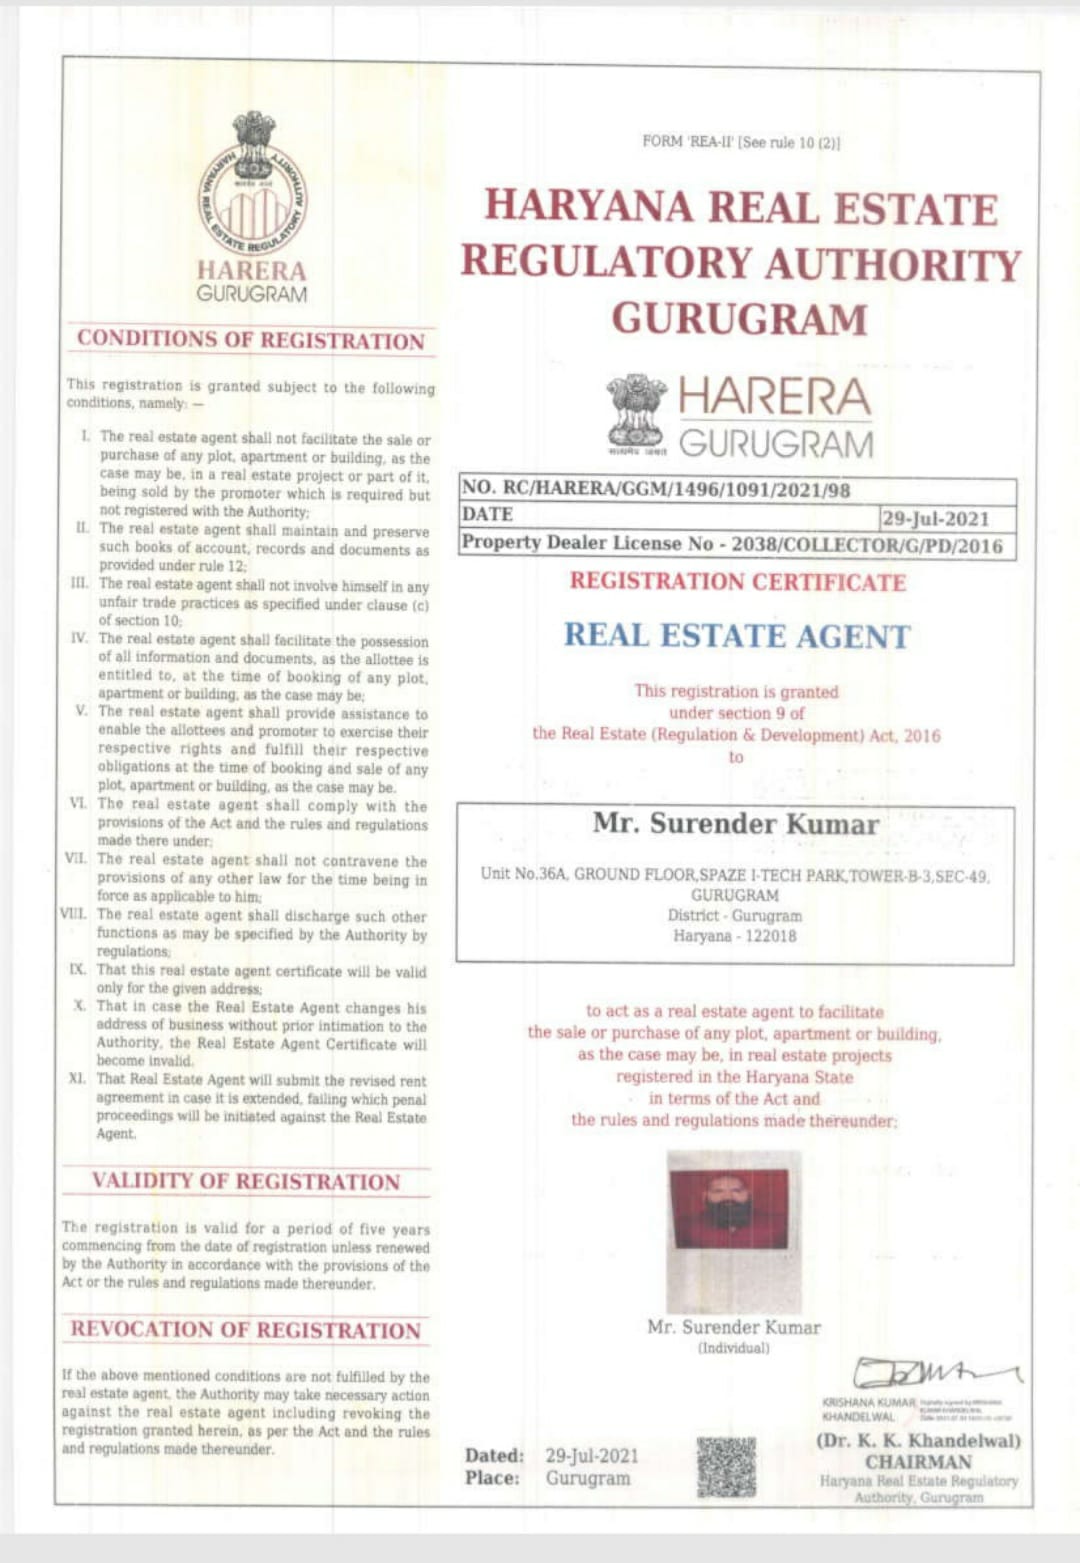 HARYANA REAL ESTATE REGULATORY AUTHORITY
HARERA
GURUGRAM
CONDITIONS OF REGISTRATION
This registration is granted subject to the following
conditions, namely: —
I. The real estate agent shall not facilitate the sale or
purchase of any plot, apartment or building, as the
case may be, in a real estate project or part of it,
being sold by the promoter which is required but
not registered with the Authority;
II. The real estate agent shall maintain and preserve
such books of account, records and documents as
provided under rule 12;
III. The real estate agent shall not involve himself in any
unfair trade practices as specified under clause (c)
of section 10;
IV. The real estate agent shall facilitate the possession
of all information and documents, as the allottee is
entitled to, at the time of booking of any plot,
apartment or building, as the case may be;
V. The real estate agent shall provide assistance to
enable the allottees and promoter to exercise their
respective rights and fulfill their respective
obligations at the time of booking and sale of any
plot, apartment or building, as the case may be.
VI. The real estate agent shall comply with the
provisions of the Act and the rules and regulations
made there under;
VII. The real estate agent shall not contravene the
provisions of any other law for the time being in
force as applicable to him;
VIII. The real estate agent shall discharge such other
functions as may be specified by the Authority by
regulations;
IX. That this real estate agent certificate will be valid
only for the given address;
X. That in case the Real Estate Agent changes his
address of business without prior intimation to the
Authority, the Real Estate Agent Certificate will
become invalid.
XI. That Real Estate Agent will submit the revised rent
agreement in case it is extended, failing which penal
proceedings will be initiated against the Real Estate
Agent.
VALIDITY OF REGISTRATION
The registration is valid for a period of five years
commencing from the date of registration unless renewed
by the Authority in accordance with the provisions of the
Act or the rules and regulations made thereunder.
REVOCATION OF REGISTRATION
If the above mentioned conditions are not fulfilled by the
real estate agent, the Authority may take necessary action
against the real estate agent including revoking the
registration granted herein, as per the Act and the rules
and regulations made thereunder.
FORM 'REA-II' [See rule 10 (2)]
HARYANA REAL ESTATE
REGULATORY AUTHORITY
GURUGRAM
HARERA
GURUGRAM
सत्यमेव जयते
NO. RC/HARERA/GGM/1496/1091/2021/98
DATE 29-Jul-2021
Property Dealer License No - 2038/COLLECTOR/G/PD/2016
REGISTRATION CERTIFICATE
REAL ESTATE AGENT
This registration is granted
under section 9 of
the Real Estate (Regulation & Development) Act, 2016
to
Mr. Surender Kumar
Unit No.36A, GROUND FLOOR,SPAZE I-TECH PARK,TOWER-B-3,SEC-49,
GURUGRAM
District - Gurugram
Haryana - 122018
to act as a real estate agent to facilitate
the sale or purchase of any plot, apartment or building,
as the case may be, in real estate projects
registered in the Haryana State
in terms of the Act and
the rules and regulations made thereunder;
Mr. Surender Kumar
(Individual)
KRISHANA KUMAR
KHANDELWAL
(Dr. K. K. Khandelwal)
CHAIRMAN
Haryana Real Estate Regulatory
Authority, Gurugram
Dated: 29-Jul-2021
Place: Gurugram